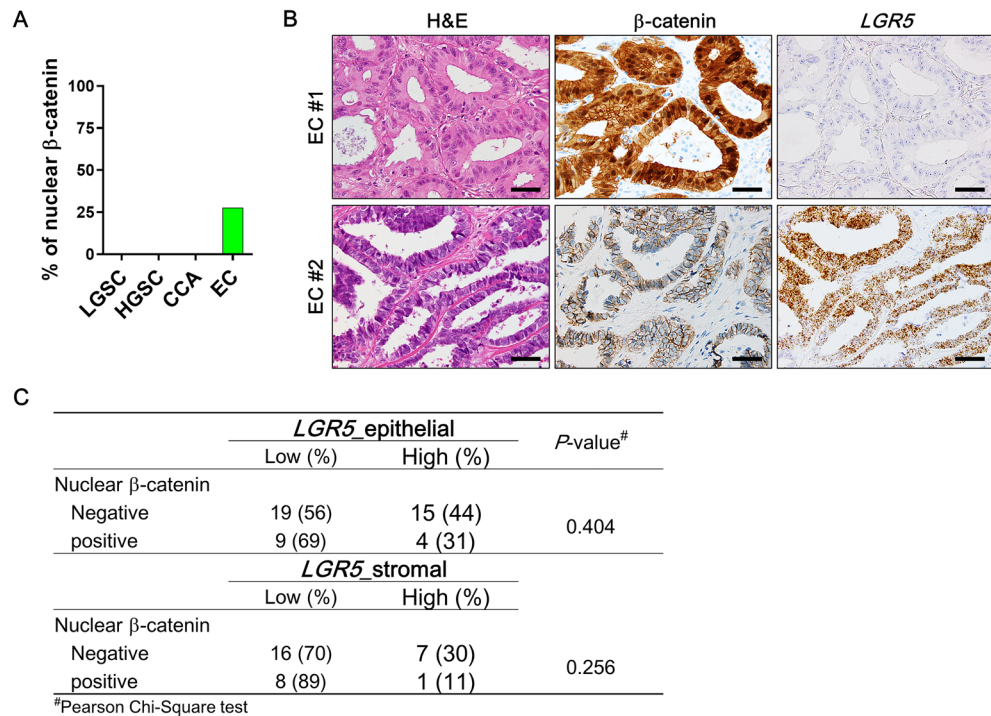 A
% of nuclear β-catenin
100
75
50
25
0
LGSC
HGSC
CCA
EC
B
H&E
β-catenin
LGR5
EC #1
EC #2
C
LGR5_epithelial
P-value#
Low (%)
High (%)
Nuclear β-catenin
Negative
19 (56)
15 (44)
0.404
positive
9 (69)
4 (31)
LGR5_stromal
Low (%)
High (%)
Nuclear β-catenin
Negative
16 (70)
7 (30)
0.256
positive
8 (89)
1 (11)
#Pearson Chi-Square test